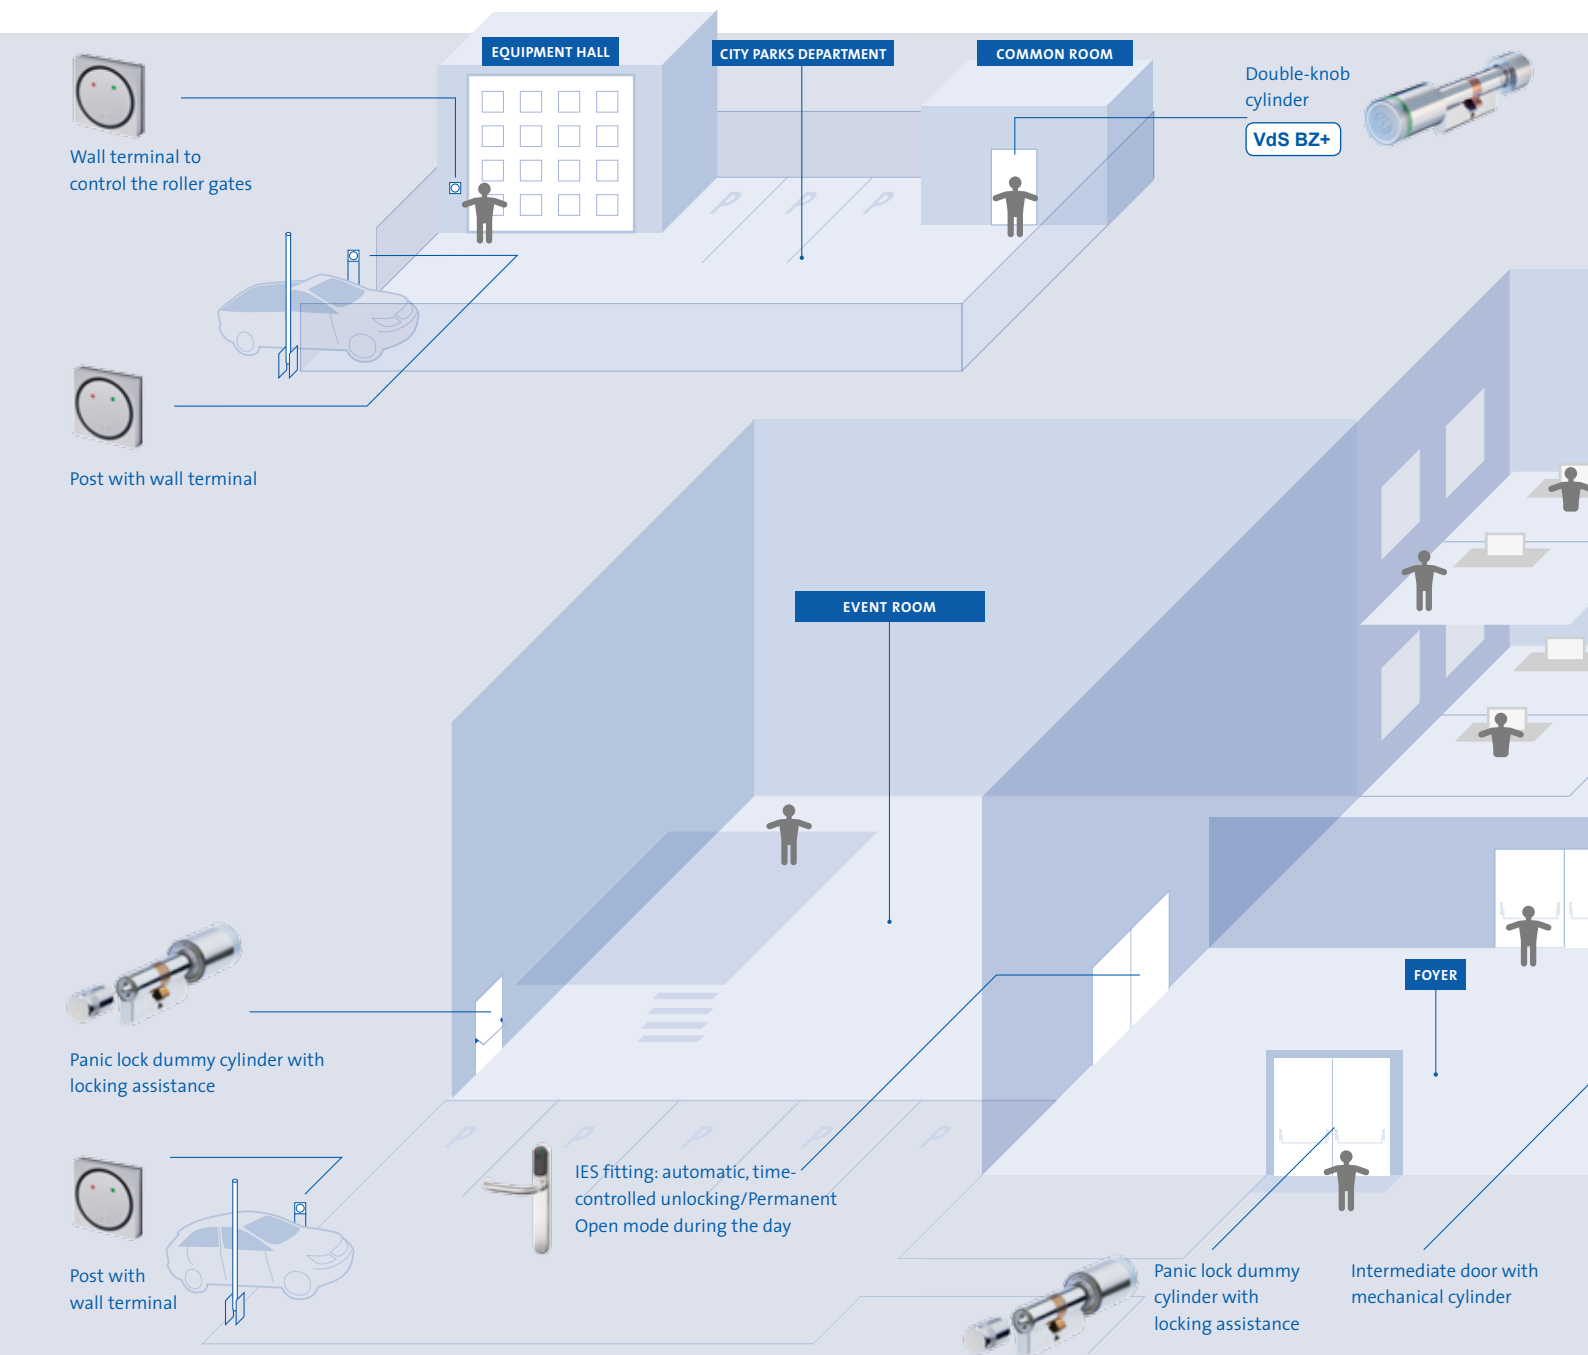 EQUIPMENT HALL
CITY PARKS DEPARTMENT
COMMON ROOM
Double-knob
cylinder
VdS BZ+
Wall terminal to
control the roller gates
P
P
P
Post with wall terminal
EVENT ROOM
FOYER
Panic lock dummy cylinder with
locking assistance
P
P
P
P
P
IES fitting: automatic, time-
controlled unlocking/Permanent
Open mode during the day
Post with
wall terminal
Panic lock dummy
cylinder with
locking assistance
Intermediate door with
mechanical cylinder